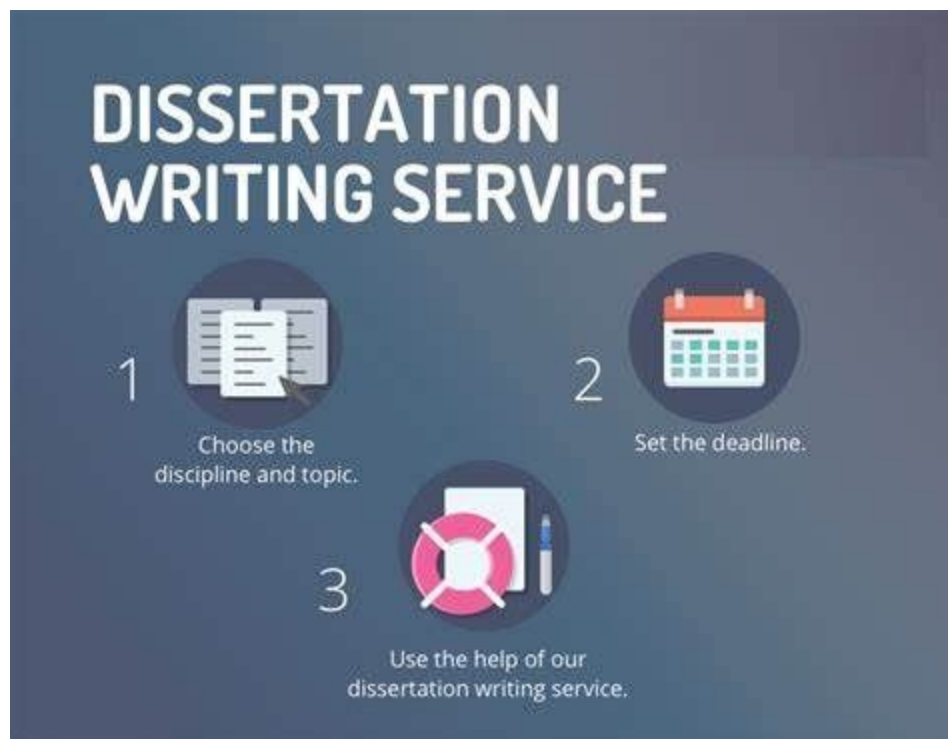 DISSERTATION
WRITING SERVICE
1
Choose the
discipline and topic.
2
Set the deadline.
3
Use the help of our
dissertation writing service.